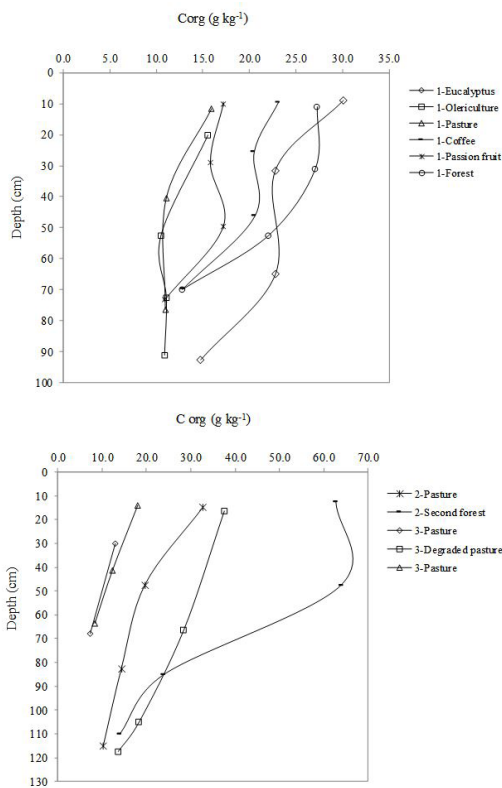 Corg (g kg-1)
0.0 5.0 10.0 15.0 20.0 25.0 30.0 35.0
0
10
20
30
40
50
60
70
80
90
100
Depth (cm)
1-Eucalyptus
1-Olericulture
1-Pasture
1-Coffee
1-Passion fruit
1-Forest
C org (g kg-1)
0.0 10.0 20.0 30.0 40.0 50.0 60.0 70.0
0
10
20
30
40
50
60
70
80
90
100
110
120
130
Depth (cm)
2-Pasture
2-Second forest
3-Pasture
3-Degraded pasture
3-Pasture